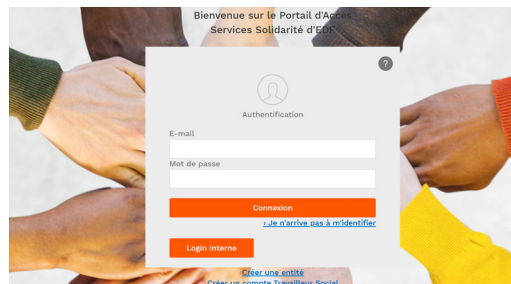 Bienvenue sur le Portail d'Accès
Services Solidarité d'EDF
?
Authentification
E-mail
Mot de passe
Connexion
› Je n'arrive pas à m'identifier
Login Interne
Créer une entité
Créer un compte Travailleur Social